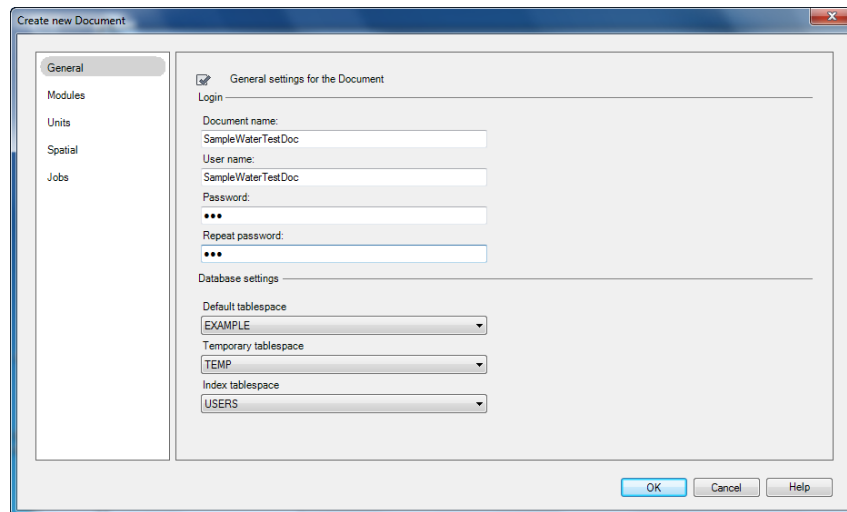 Create new Document
General
Modules
Units
Spatial
Jobs
General settings for the Document
Login
Document name:
SampleWaterTestDoc
User name:
SampleWaterTestDoc
Password:
●●●
Repeat password:
●●●
Database settings
Default tablespace
EXAMPLE
Temporary tablespace
TEMP
Index tablespace
USERS
OK Cancel Help